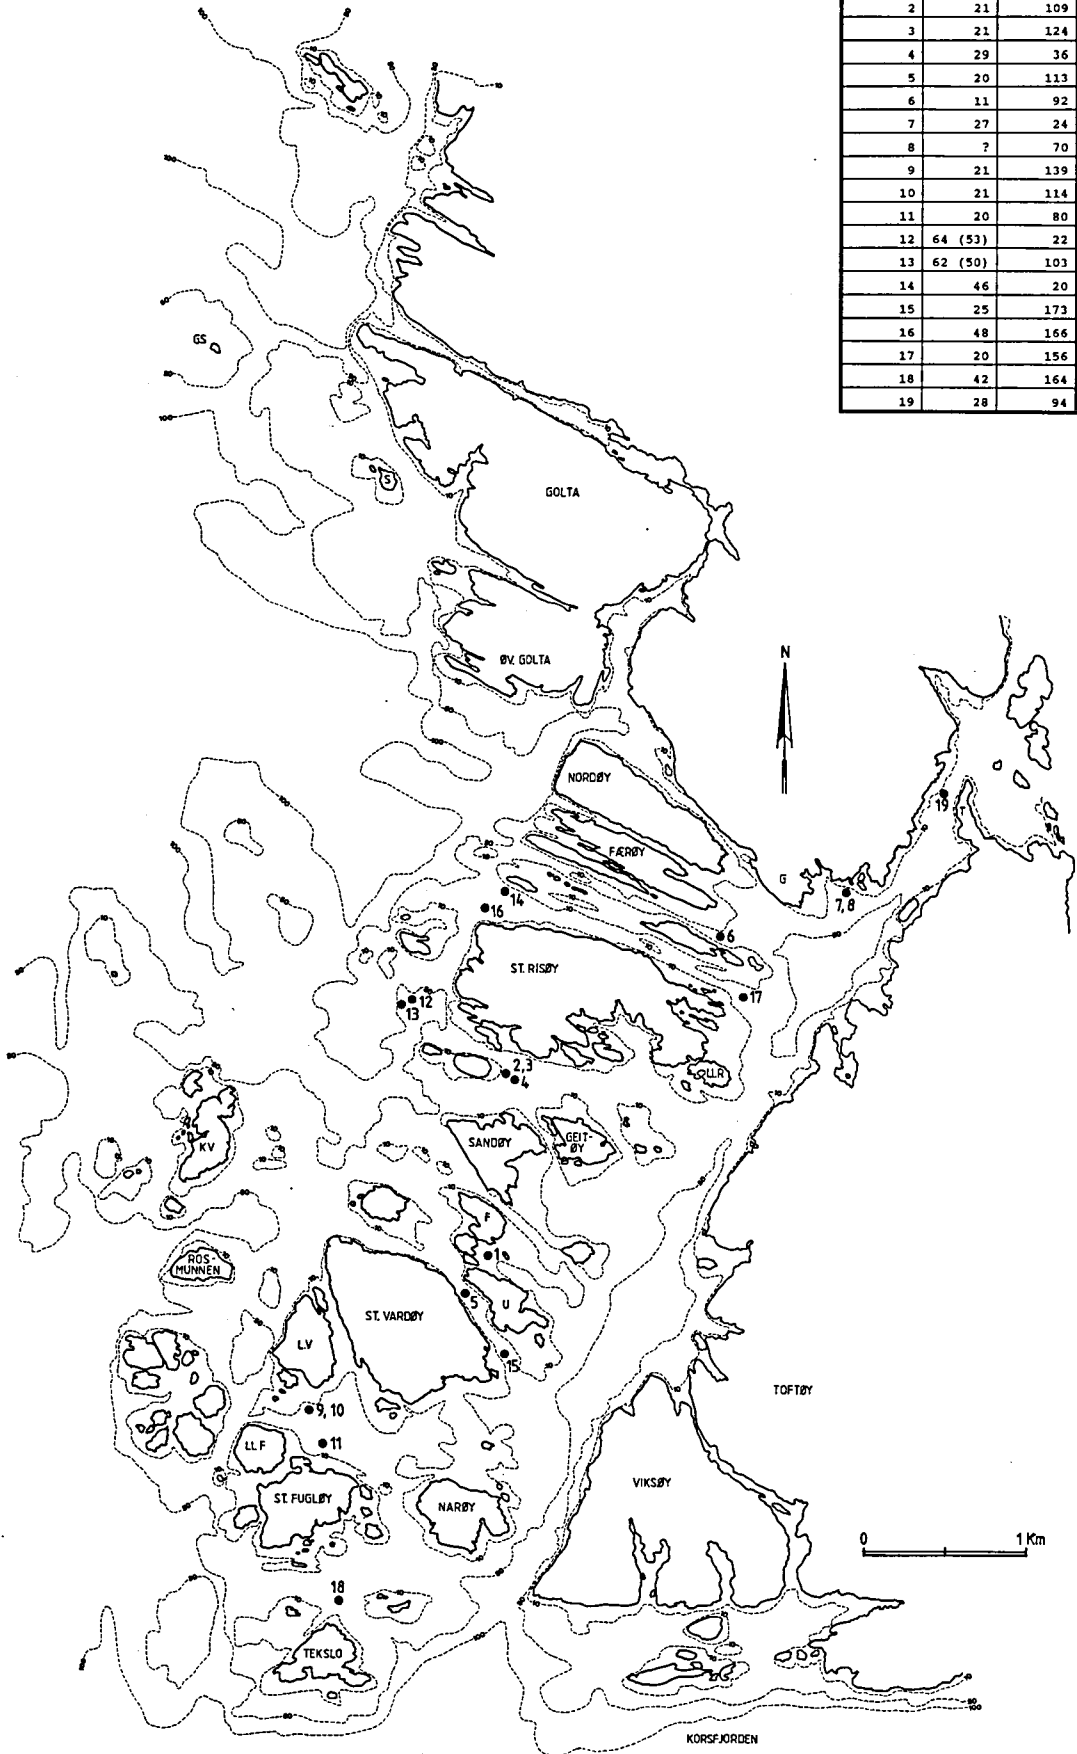 2 21 109
3 21 124
4 29 36
5 20 113
6 11 92
7 27 24
8 ? 70
9 21 139
10 21 114
11 20 80
12 64 (53) 22
13 62 (50) 103
14 46 20
15 25 173
16 48 166
17 20 156
18 42 164
19 28 94
GS
S
GOLTA
ØV. GOLTA
N
NORDØY
FÆRØY
19
T
G
7,8
14
16
6
ST. RISØY
17
12
13
2,3
4
LLR
SANDØY
GEIT-
ØY
KV
F
1
ROS-
MUNNEN
5
U
ST. VARDØY
L.V
15
TOFTØY
9, 10
11
LL F
VIKSØY
ST. FUGLØY
NARØY
0 1 Km
18
TEKSLO
KORSFJORDEN